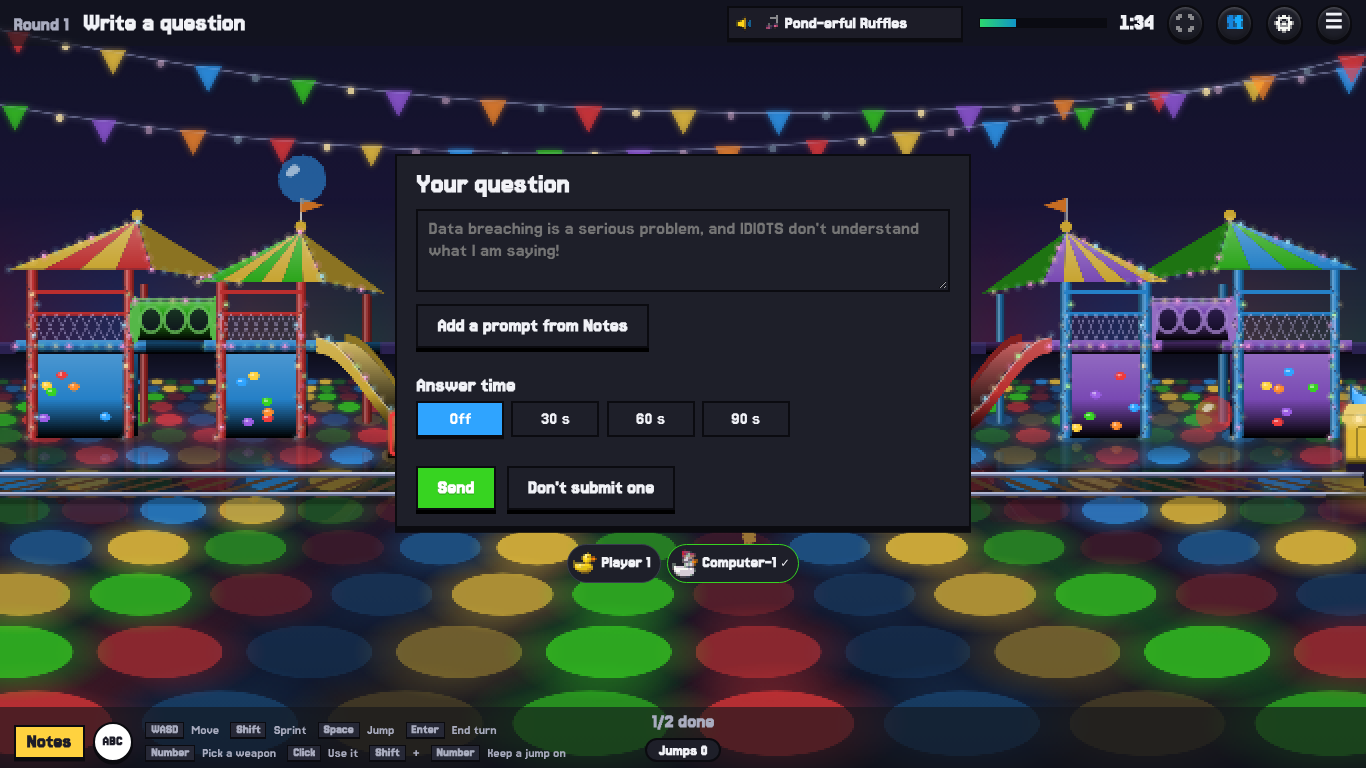 Round 1 Write a question
Pond-erful Ruffles
1:34
Your question
Data breaching is a serious problem, and IDIOTS don't understand
what I am saying!
Add a prompt from Notes
Answer time
Off 30 s 60 s 90 s
Send Don't submit one
Player 1 Computer-1 ✓
1/2 done
Jumps 0
Notes ABC
WASD Move Shift Sprint Space Jump Enter End turn
Number Pick a weapon Click Use it Shift + Number Keep a jump on